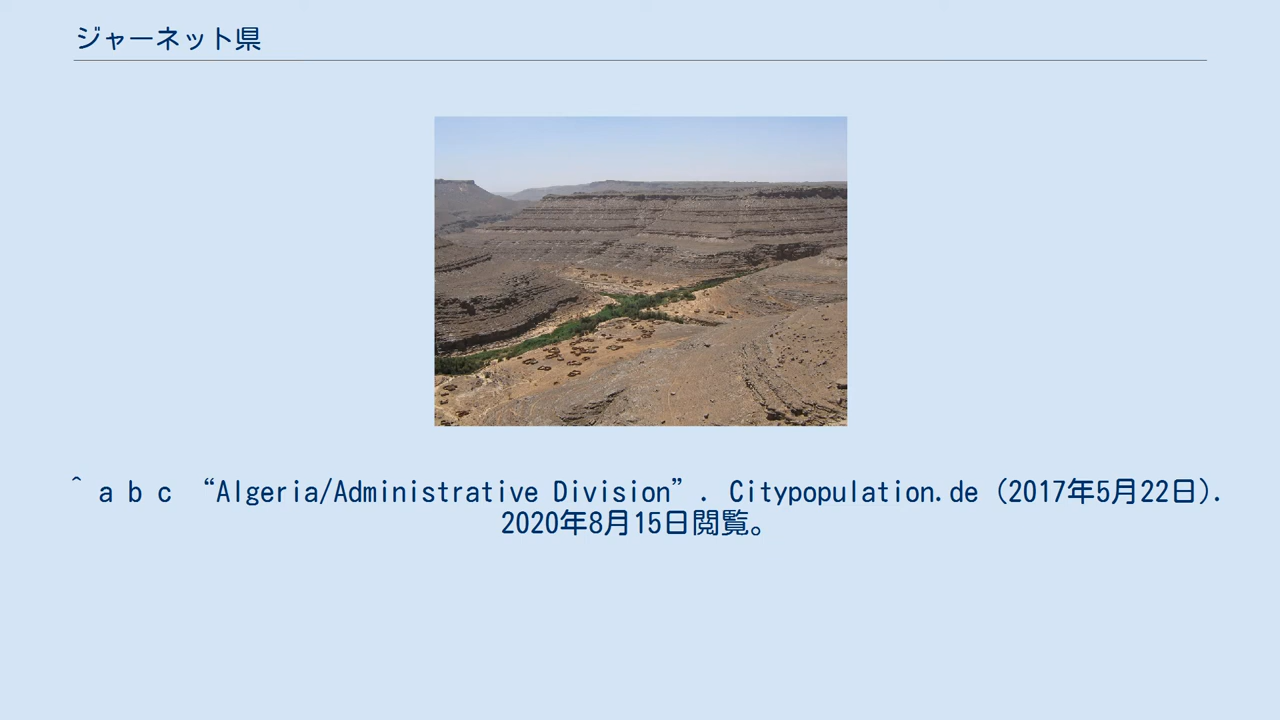 ジャーネット県
^ a b c “Algeria/Administrative Division”. Citypopulation.de (2017年5月22日).
2020年8月15日閲覧。